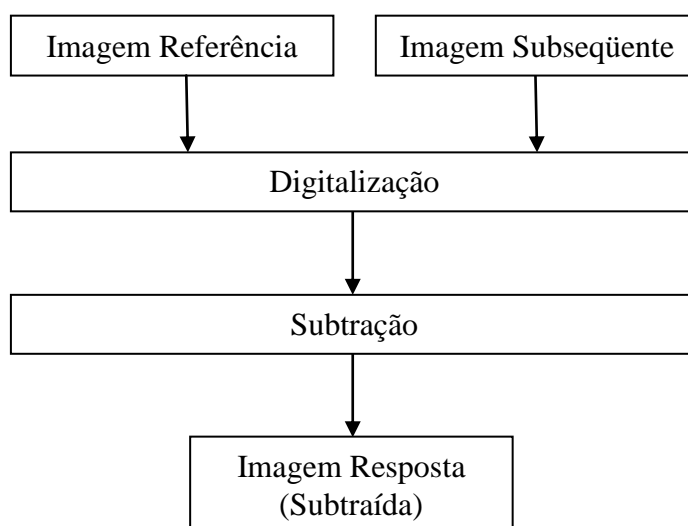 Imagem Referência
Imagem Subseqüente
Digitalização
Subtração
Imagem Resposta
(Subtraída)